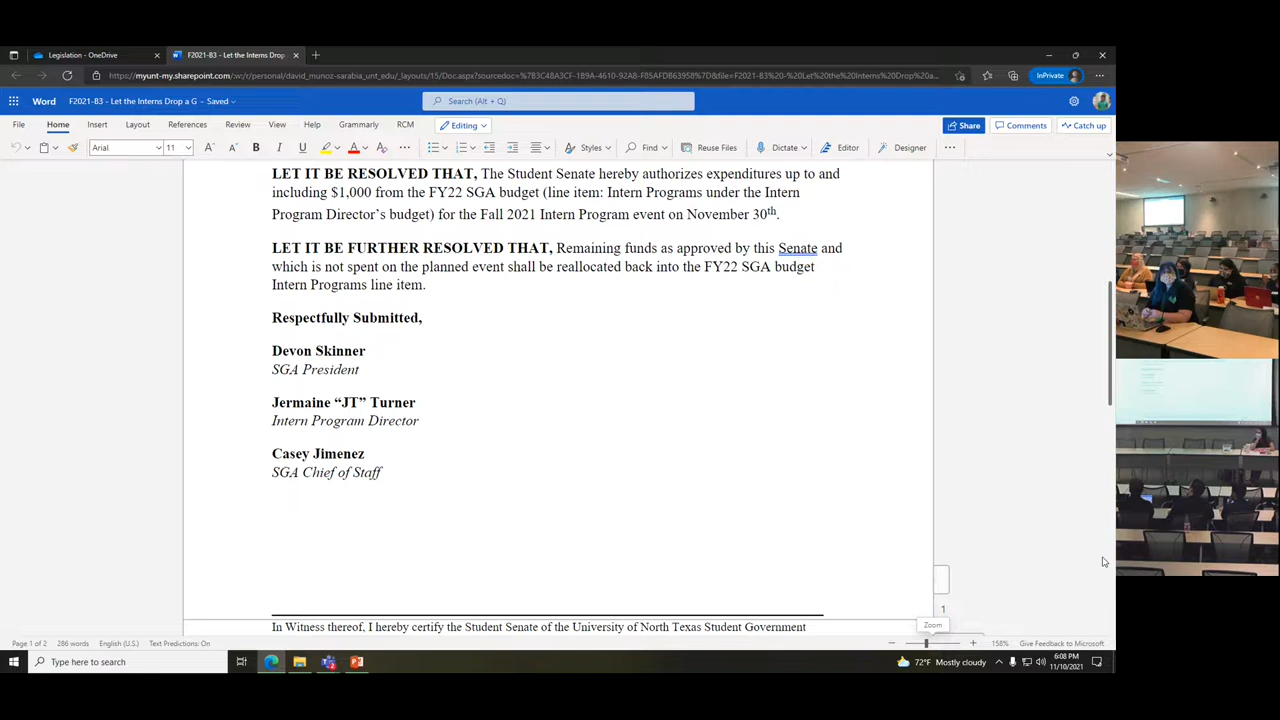 Legislation - OneDrive
F2021-B3 - Let the Interns Drop
InPrivate
Word
F2021-B3 - Let the Interns Drop a G - Saved
Search (Alt + Q)
File Home Insert Layout References Review View Help Grammarly RCM Editing Share Comments Catch up
Arial 11 B I U A Styles Find Reuse Files Dictate Editor Designer
LET IT BE RESOLVED THAT, The Student Senate hereby authorizes expenditures up to and
including $1,000 from the FY22 SGA budget (line item: Intern Programs under the Intern
Program Director's budget) for the Fall 2021 Intern Program event on November 30th.
LET IT BE FURTHER RESOLVED THAT, Remaining funds as approved by this Senate and
which is not spent on the planned event shall be reallocated back into the FY22 SGA budget
Intern Programs line item.
Respectfully Submitted,
Devon Skinner
SGA President
Jermaine “JT” Turner
Intern Program Director
Casey Jimenez
SGA Chief of Staff
1
In Witness thereof, I hereby certify the Student Senate of the University of North Texas Student Government
Zoom
Page 1 of 2 286 words English (U.S.) Text Predictions: On 158% Give Feedback to Microsoft
Type here to search
72°F Mostly cloudy
6:08 PM
11/10/2021